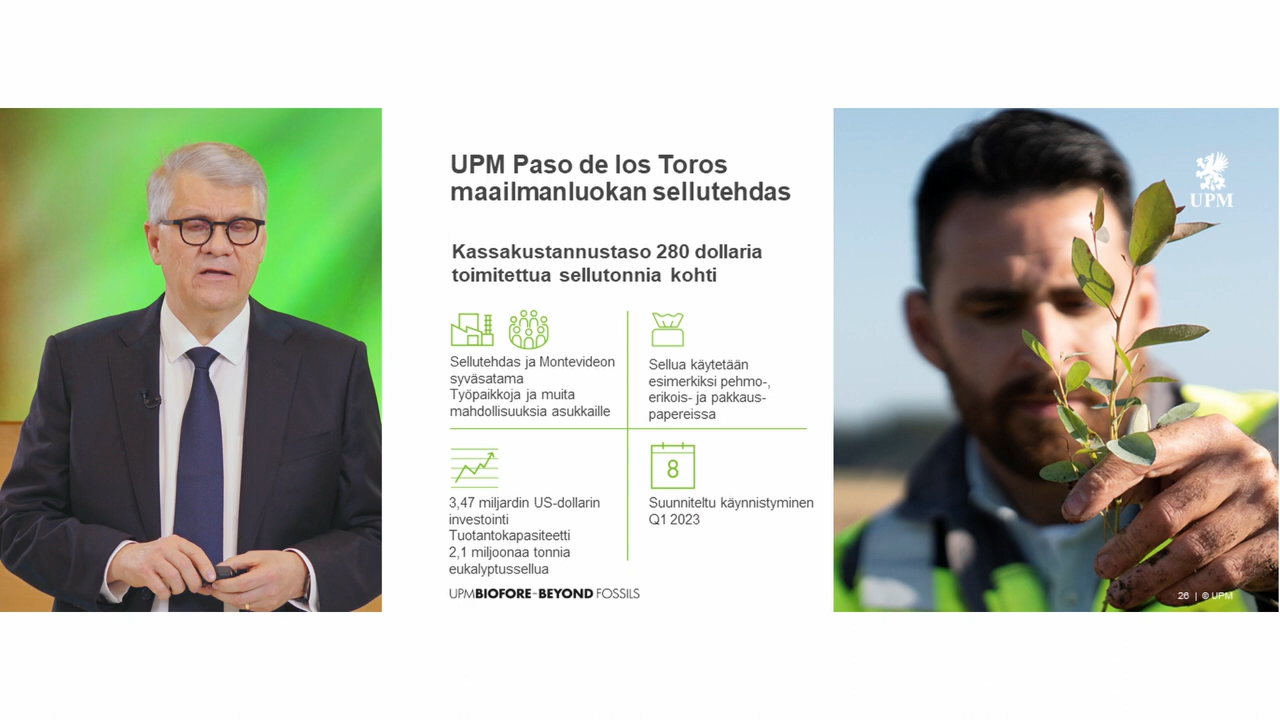 UPM Paso de los Toros
maailmanluokan sellutehdas
Kassakustannustaso 280 dollaria
toimitettua sellutonnia kohti
Sellutehdas ja Montevideon
syväsatama
Työpaikkoja ja muita
mahdollisuuksia asukkaille
Sellua käytetään
esimerkiksi pehmo-,
erikois- ja pakkaus-
papereissa
3,47 miljardin US-dollarin
investointi
Tuotantokapasiteetti
2,1 miljoonaa tonnia
eukalyptussellua
8
Suunniteltu käynnistyminen
Q1 2023
UPM BIOFORE-BEYOND FOSSILS
UPM
26 | © UPM